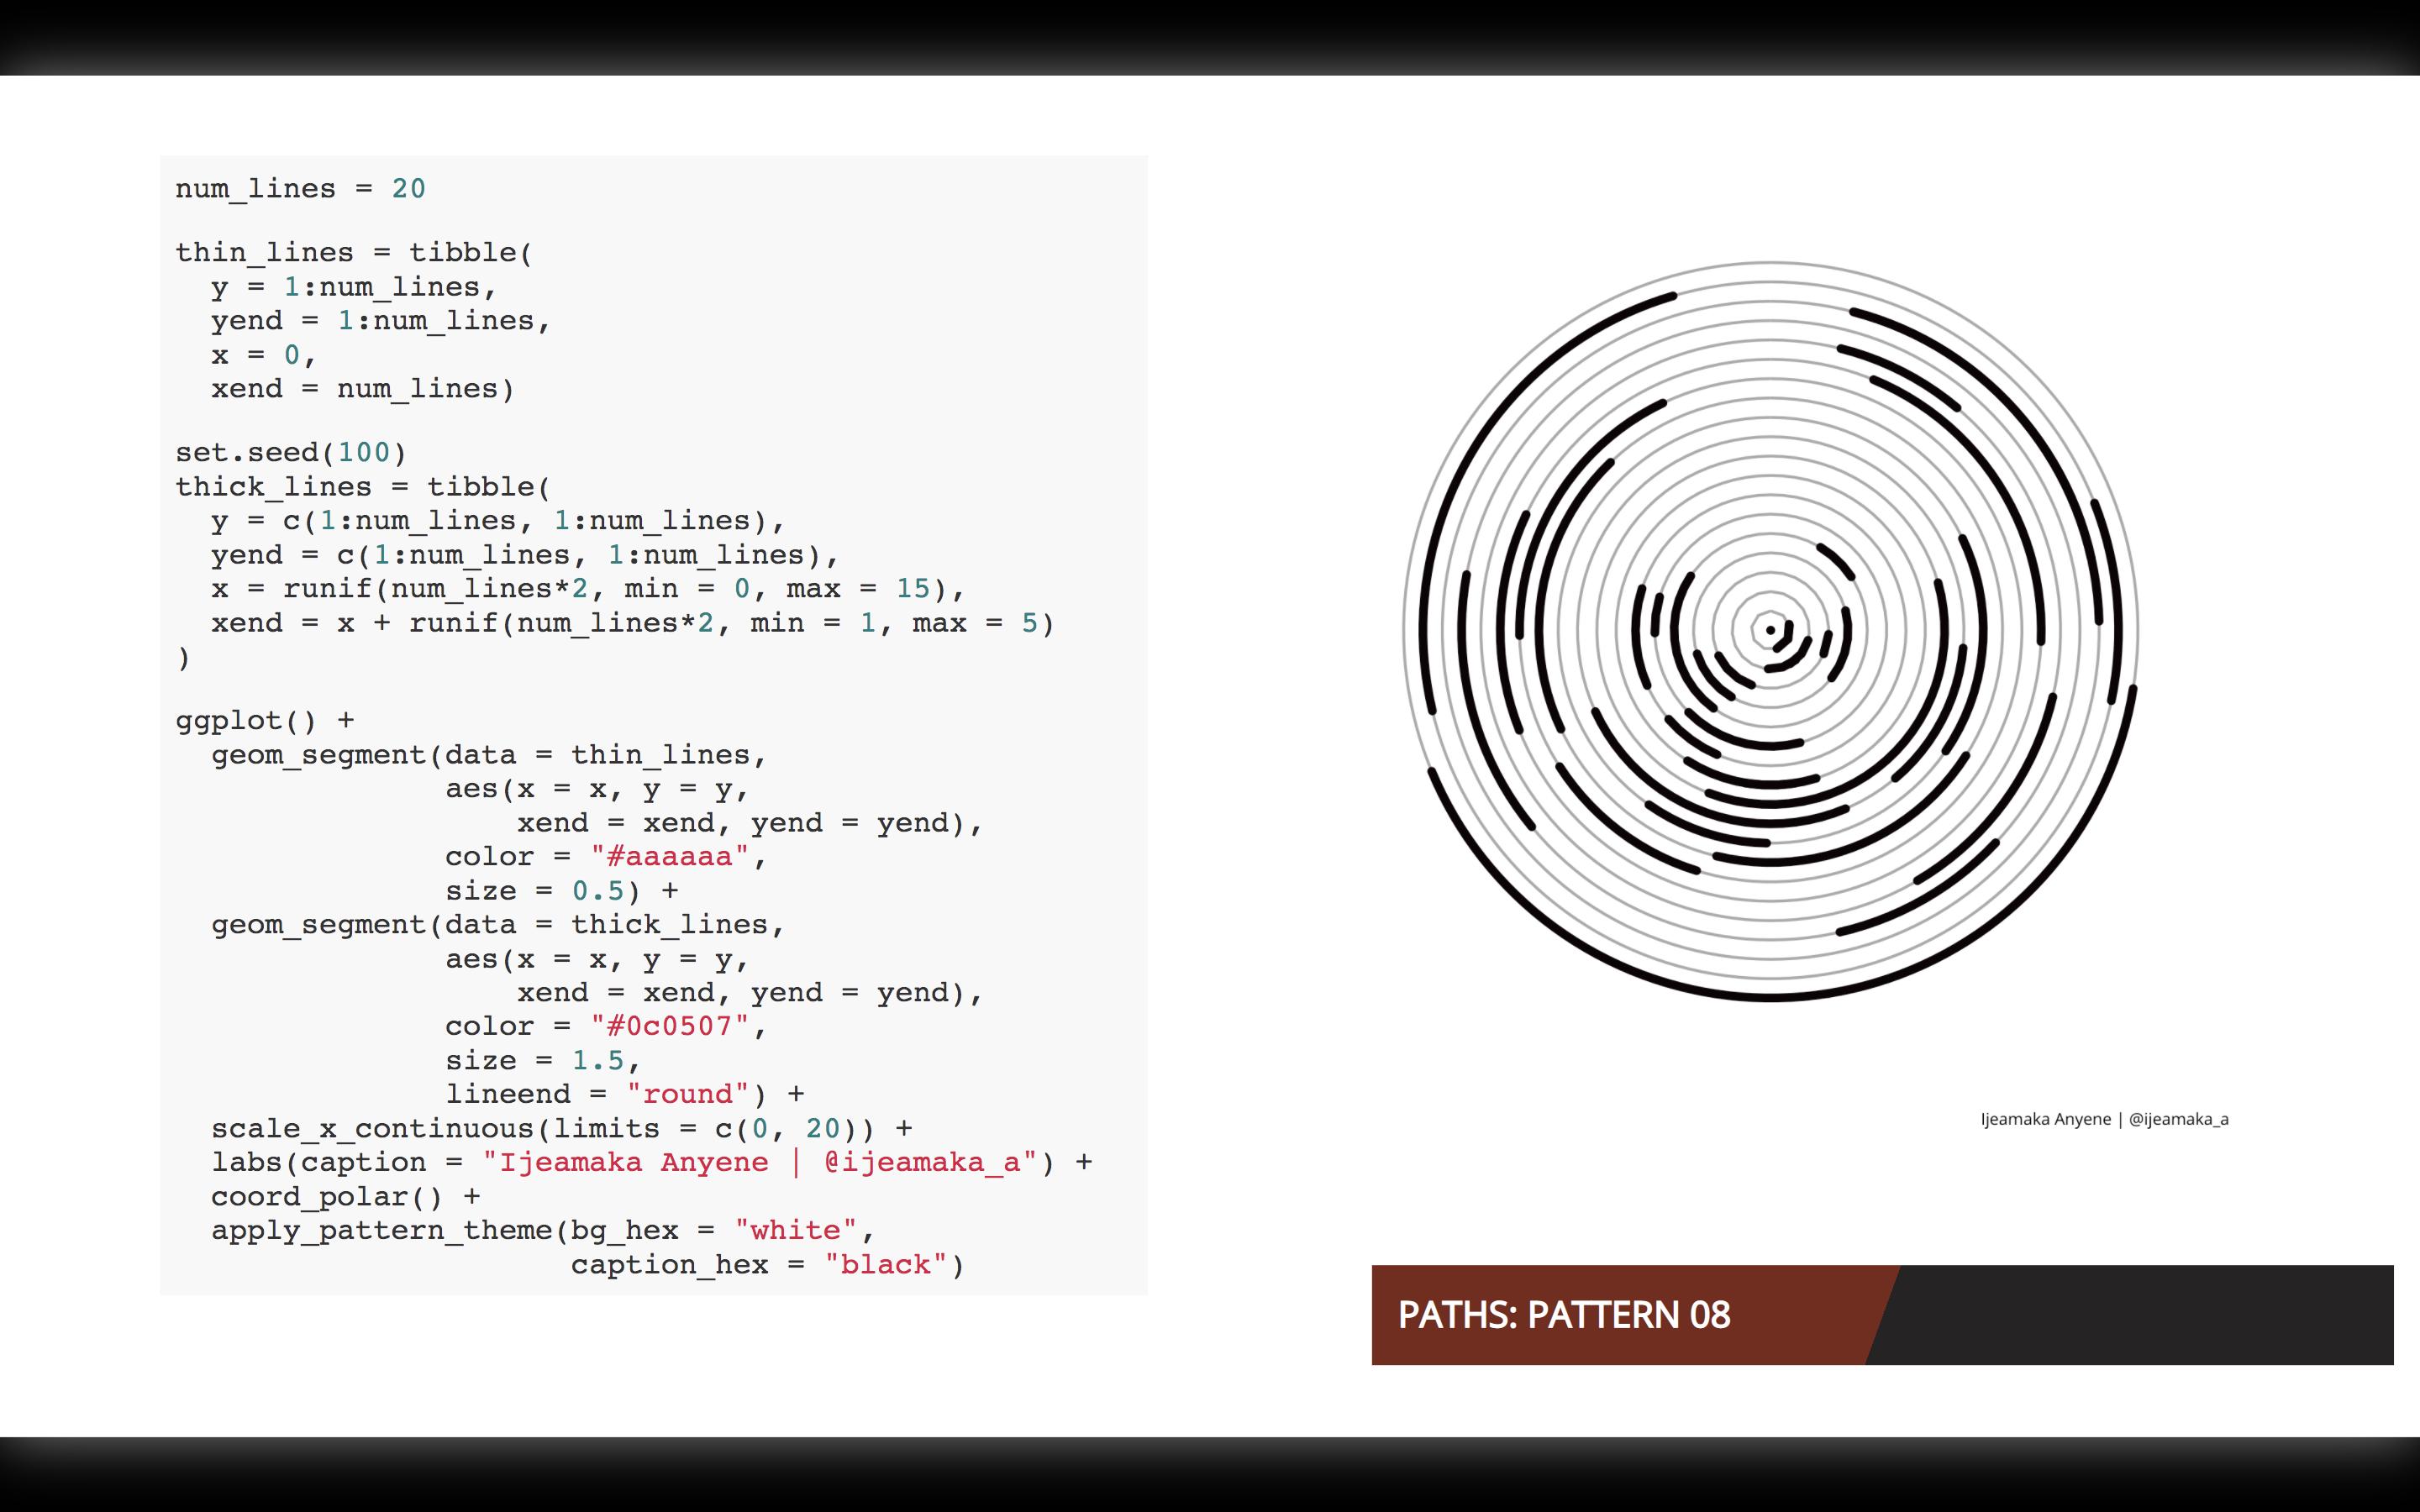 num_lines = 20
thin_lines = tibble(
  y = 1:num_lines,
  yend = 1:num_lines,
  x = 0,
  xend = num_lines)
set.seed(100)
thick_lines = tibble(
  y = c(1:num_lines, 1:num_lines),
  yend = c(1:num_lines, 1:num_lines),
  x = runif(num_lines*2, min = 0, max = 15),
  xend = x + runif(num_lines*2, min = 1, max = 5)
)
ggplot() +
  geom_segment(data = thin_lines,
               aes(x = x, y = y,
                   xend = xend, yend = yend),
               color = "#aaaaaa",
               size = 0.5) +
  geom_segment(data = thick_lines,
               aes(x = x, y = y,
                   xend = xend, yend = yend),
               color = "#0c0507",
               size = 1.5,
               lineend = "round") +
  scale_x_continuous(limits = c(0, 20)) +
  labs(caption = "Ijeamaka Anyene | @ijeamaka_a") +
  coord_polar() +
  apply_pattern_theme(bg_hex = "white",
                      caption_hex = "black")
Ijeamaka Anyene | @ijeamaka_a
PATHS: PATTERN 08